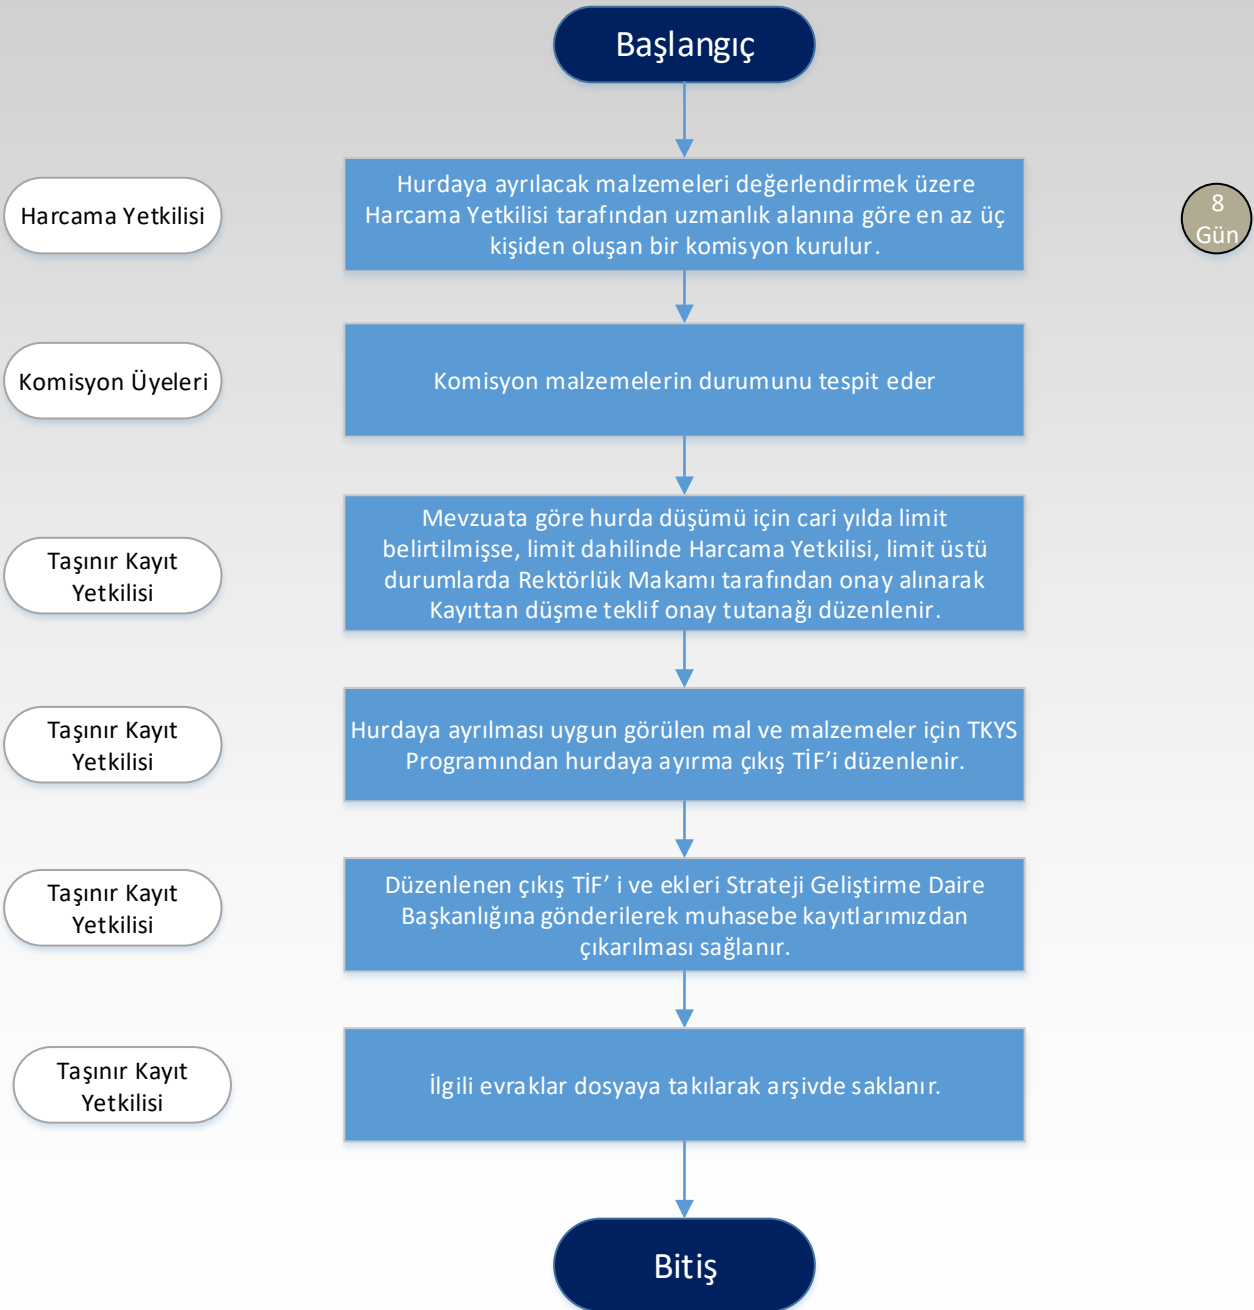 Başlangıç
Harcama Yetkilisi
Hurdaya ayrılacak malzemeleri değerlendirmek üzere
Harcama Yetkilisi tarafından uzmanlık alanına göre en az üç
kişiden oluşan bir komisyon kurulur.
8
Gün
Komisyon Üyeleri
Komisyon malzemelerin durumunu tespit eder
Taşınır Kayıt
Yetkilisi
Mevzuata göre hurda düşümü için cari yılda limit
belirtilmişse, limit dahilinde Harcama Yetkilisi, limit üstü
durumlarda Rektörlük Makamı tarafından onay alınarak
Kayıttan düşme teklif onay tutanağı düzenlenir.
Taşınır Kayıt
Yetkilisi
Hurdaya ayrılması uygun görülen mal ve malzemeler için TKYS
Programından hurdaya ayırma çıkış TİF’i düzenlenir.
Taşınır Kayıt
Yetkilisi
Düzenlenen çıkış TİF’ i ve ekleri Strateji Geliştirme Daire
Başkanlığına gönderilerek muhasebe kayıtlarımızdan
çıkarılması sağlanır.
Taşınır Kayıt
Yetkilisi
İlgili evraklar dosyaya takılarak arşivde saklanır.
Bitiş